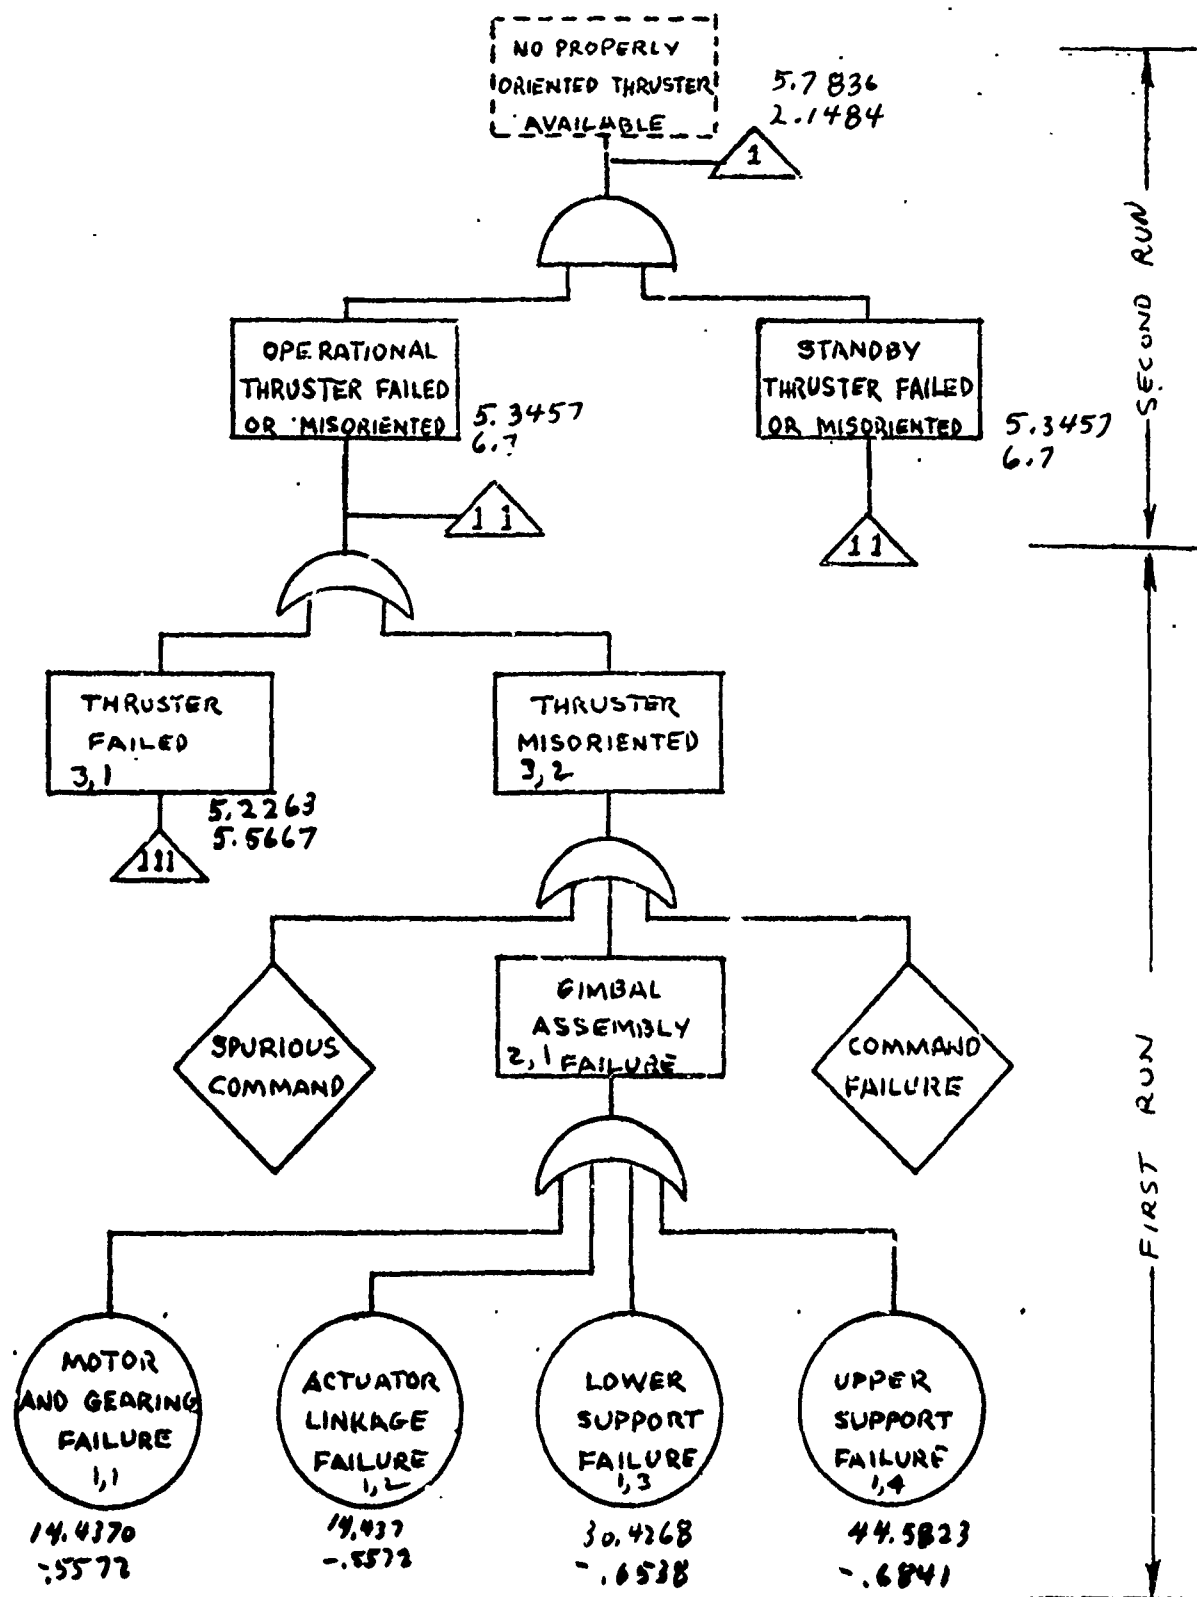 NO PROPERLY
ORIENTED THRUSTER
AVAILABLE
5.7836
2.1484
1
OPERATIONAL
THRUSTER FAILED
OR MISORIENTED
5.3457
6.7
STANDBY
THRUSTER FAILED
OR MISORIENTED
5.3457
6.7
11
11
SECOND RUN
THRUSTER
FAILED
3,1
5.2263
5.5667
111
THRUSTER
MISORIENTED
3,2
SPURIOUS
COMMAND
GIMBAL
ASSEMBLY
2,1 FAILURE
COMMAND
FAILURE
FIRST RUN
MOTOR
AND GEARING
FAILURE
1,1
14.4370
-.5572
ACTUATOR
LINKAGE
FAILURE
1,2
14.437
-.5572
LOWER
SUPPORT
FAILURE
1,3
30.4268
-.6538
UPPER
SUPPORT
FAILURE
1,4
44.5823
-.6841